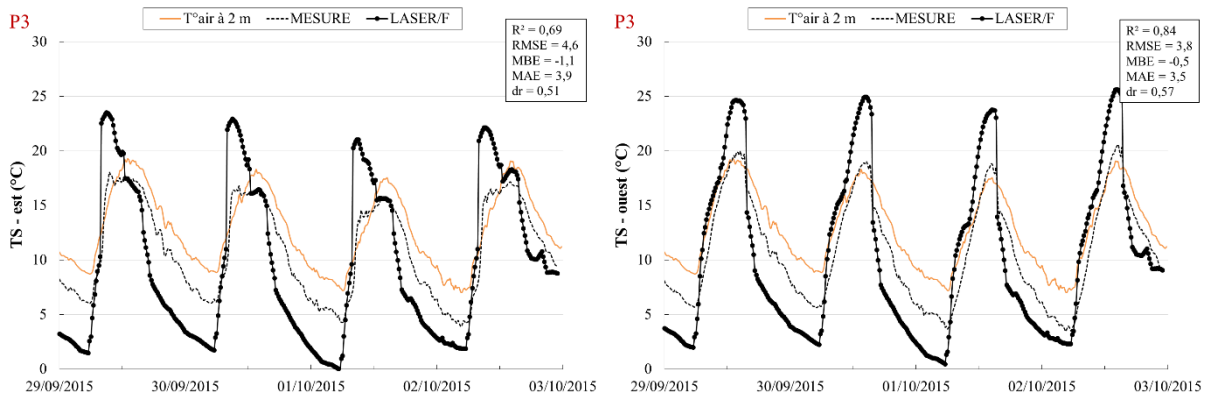 P3
T°air à 2 m MESURE LASER/F
R² = 0,69
RMSE = 4,6
MBE = -1,1
MAE = 3,9
dr = 0,51
TS - est (°C)
30
25
20
15
10
5
0
29/09/2015 30/09/2015 01/10/2015 02/10/2015 03/10/2015
P3
T°air à 2 m MESURE LASER/F
R² = 0,84
RMSE = 3,8
MBE = -0,5
MAE = 3,5
dr = 0,57
TS - ouest (°C)
30
25
20
15
10
5
0
29/09/2015 30/09/2015 01/10/2015 02/10/2015 03/10/2015